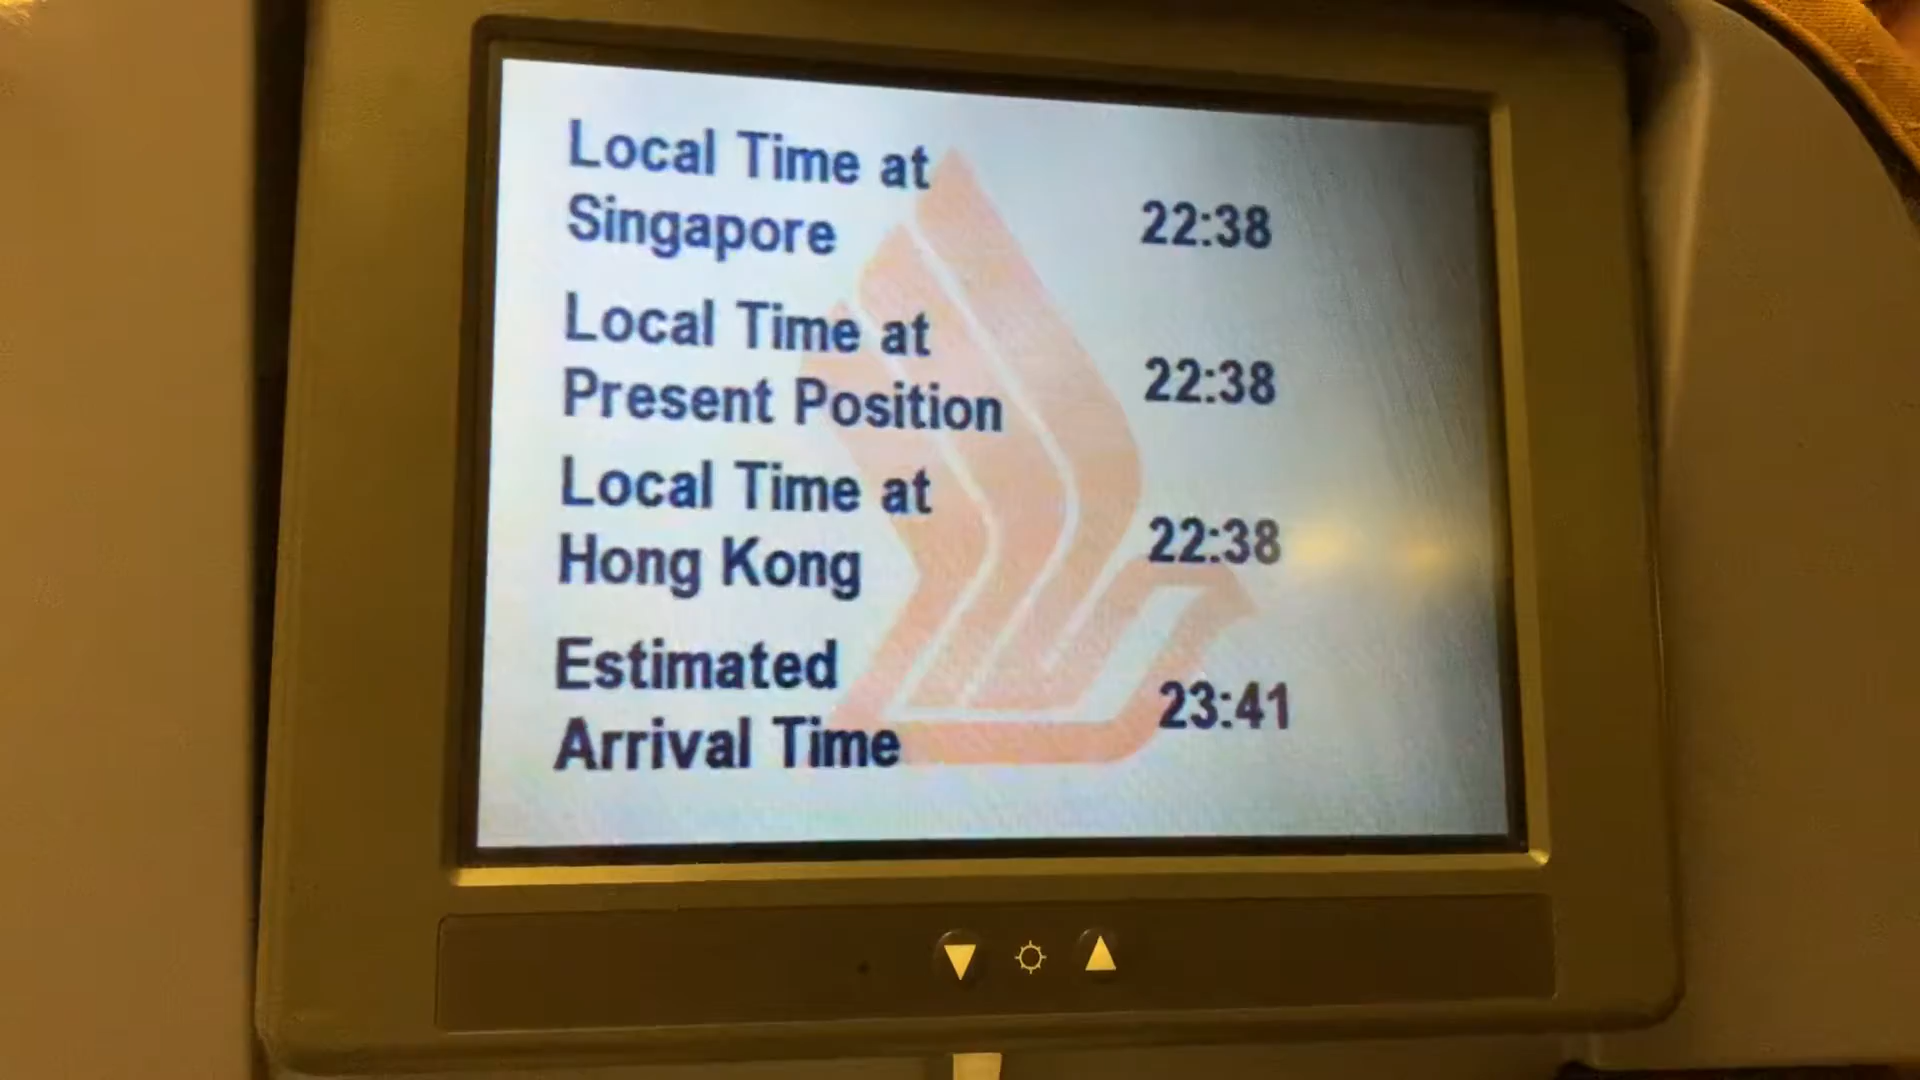 Local Time at
Singapore 22:38
Local Time at
Present Position 22:38
Local Time at
Hong Kong 22:38
Estimated
Arrival Time 23:41